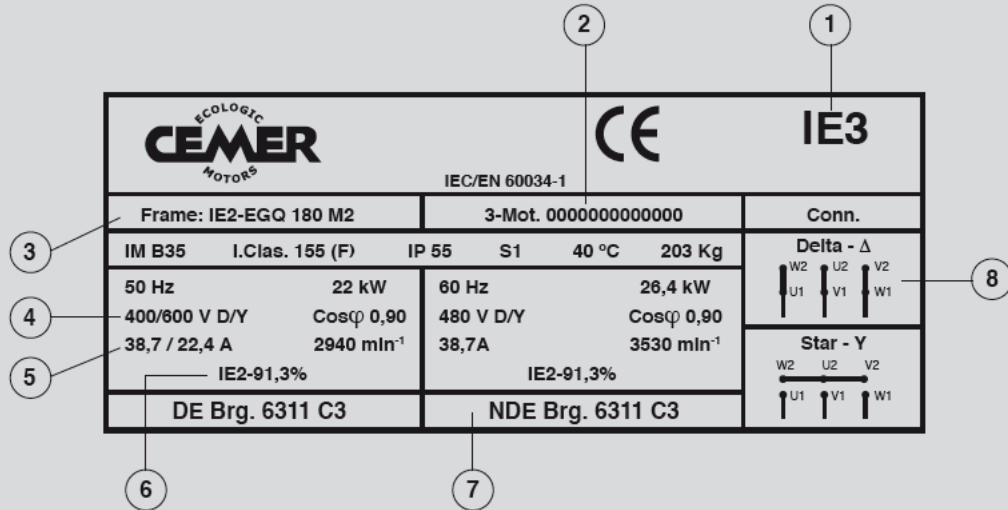 2
1
ECOLOGIC
CEMER
MOTORS
CE
IE3
IEC/EN 60034-1
3
Frame: IE2-EGQ 180 M2
3-Mot. 0000000000000
Conn.
IM B35 I.Clas. 155 (F) IP 55 S1 40 ºC 203 Kg
Delta - Δ
W2 U2 V2
U1 V1 W1
8
50 Hz 22 kW
60 Hz 26,4 kW
4
400/600 V D/Y Cosφ 0,90
480 V D/Y Cosφ 0,90
5
38,7 / 22,4 A 2940 min-1
38,7A 3530 min-1
IE2-91,3%
IE2-91,3%
Star - Y
W2 U2 V2
U1 V1 W1
DE Brg. 6311 C3
NDE Brg. 6311 C3
6
7